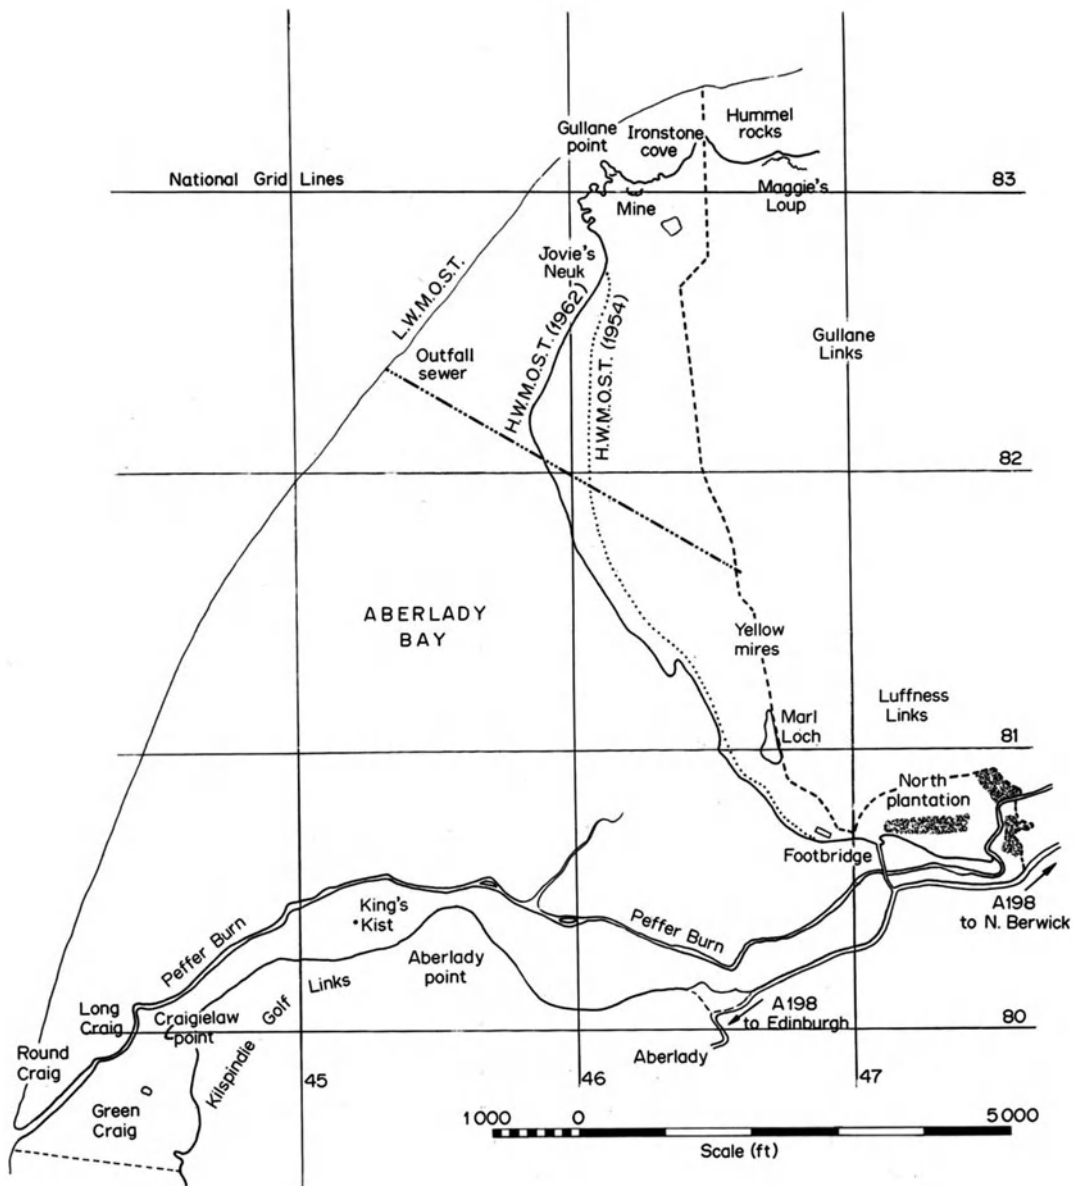 Gullane
point
Ironstone
cove
Hummel
rocks
National Grid Lines
83
Mine
Maggie's
Loup
Jovie's
Neuk
L.W.M.O.S.T.
H.W.M.O.S.T. (1962)
H.W.M.O.S.T. (1954)
Gullane
Links
Outfall
sewer
82
ABERLADY
BAY
Yellow
mires
Luffness
Links
Marl
Loch
81
North
plantation
Footbridge
A198
to N. Berwick
King's
Kist
Peffer Burn
Peffer Burn
Aberlady
point
Long
Craig
Craigielaw
point
Kilspindie Golf Links
A198
to Edinburgh
80
Round
Craig
Aberlady
45
46
47
Green
Craig
1000
0
5000
Scale (ft)